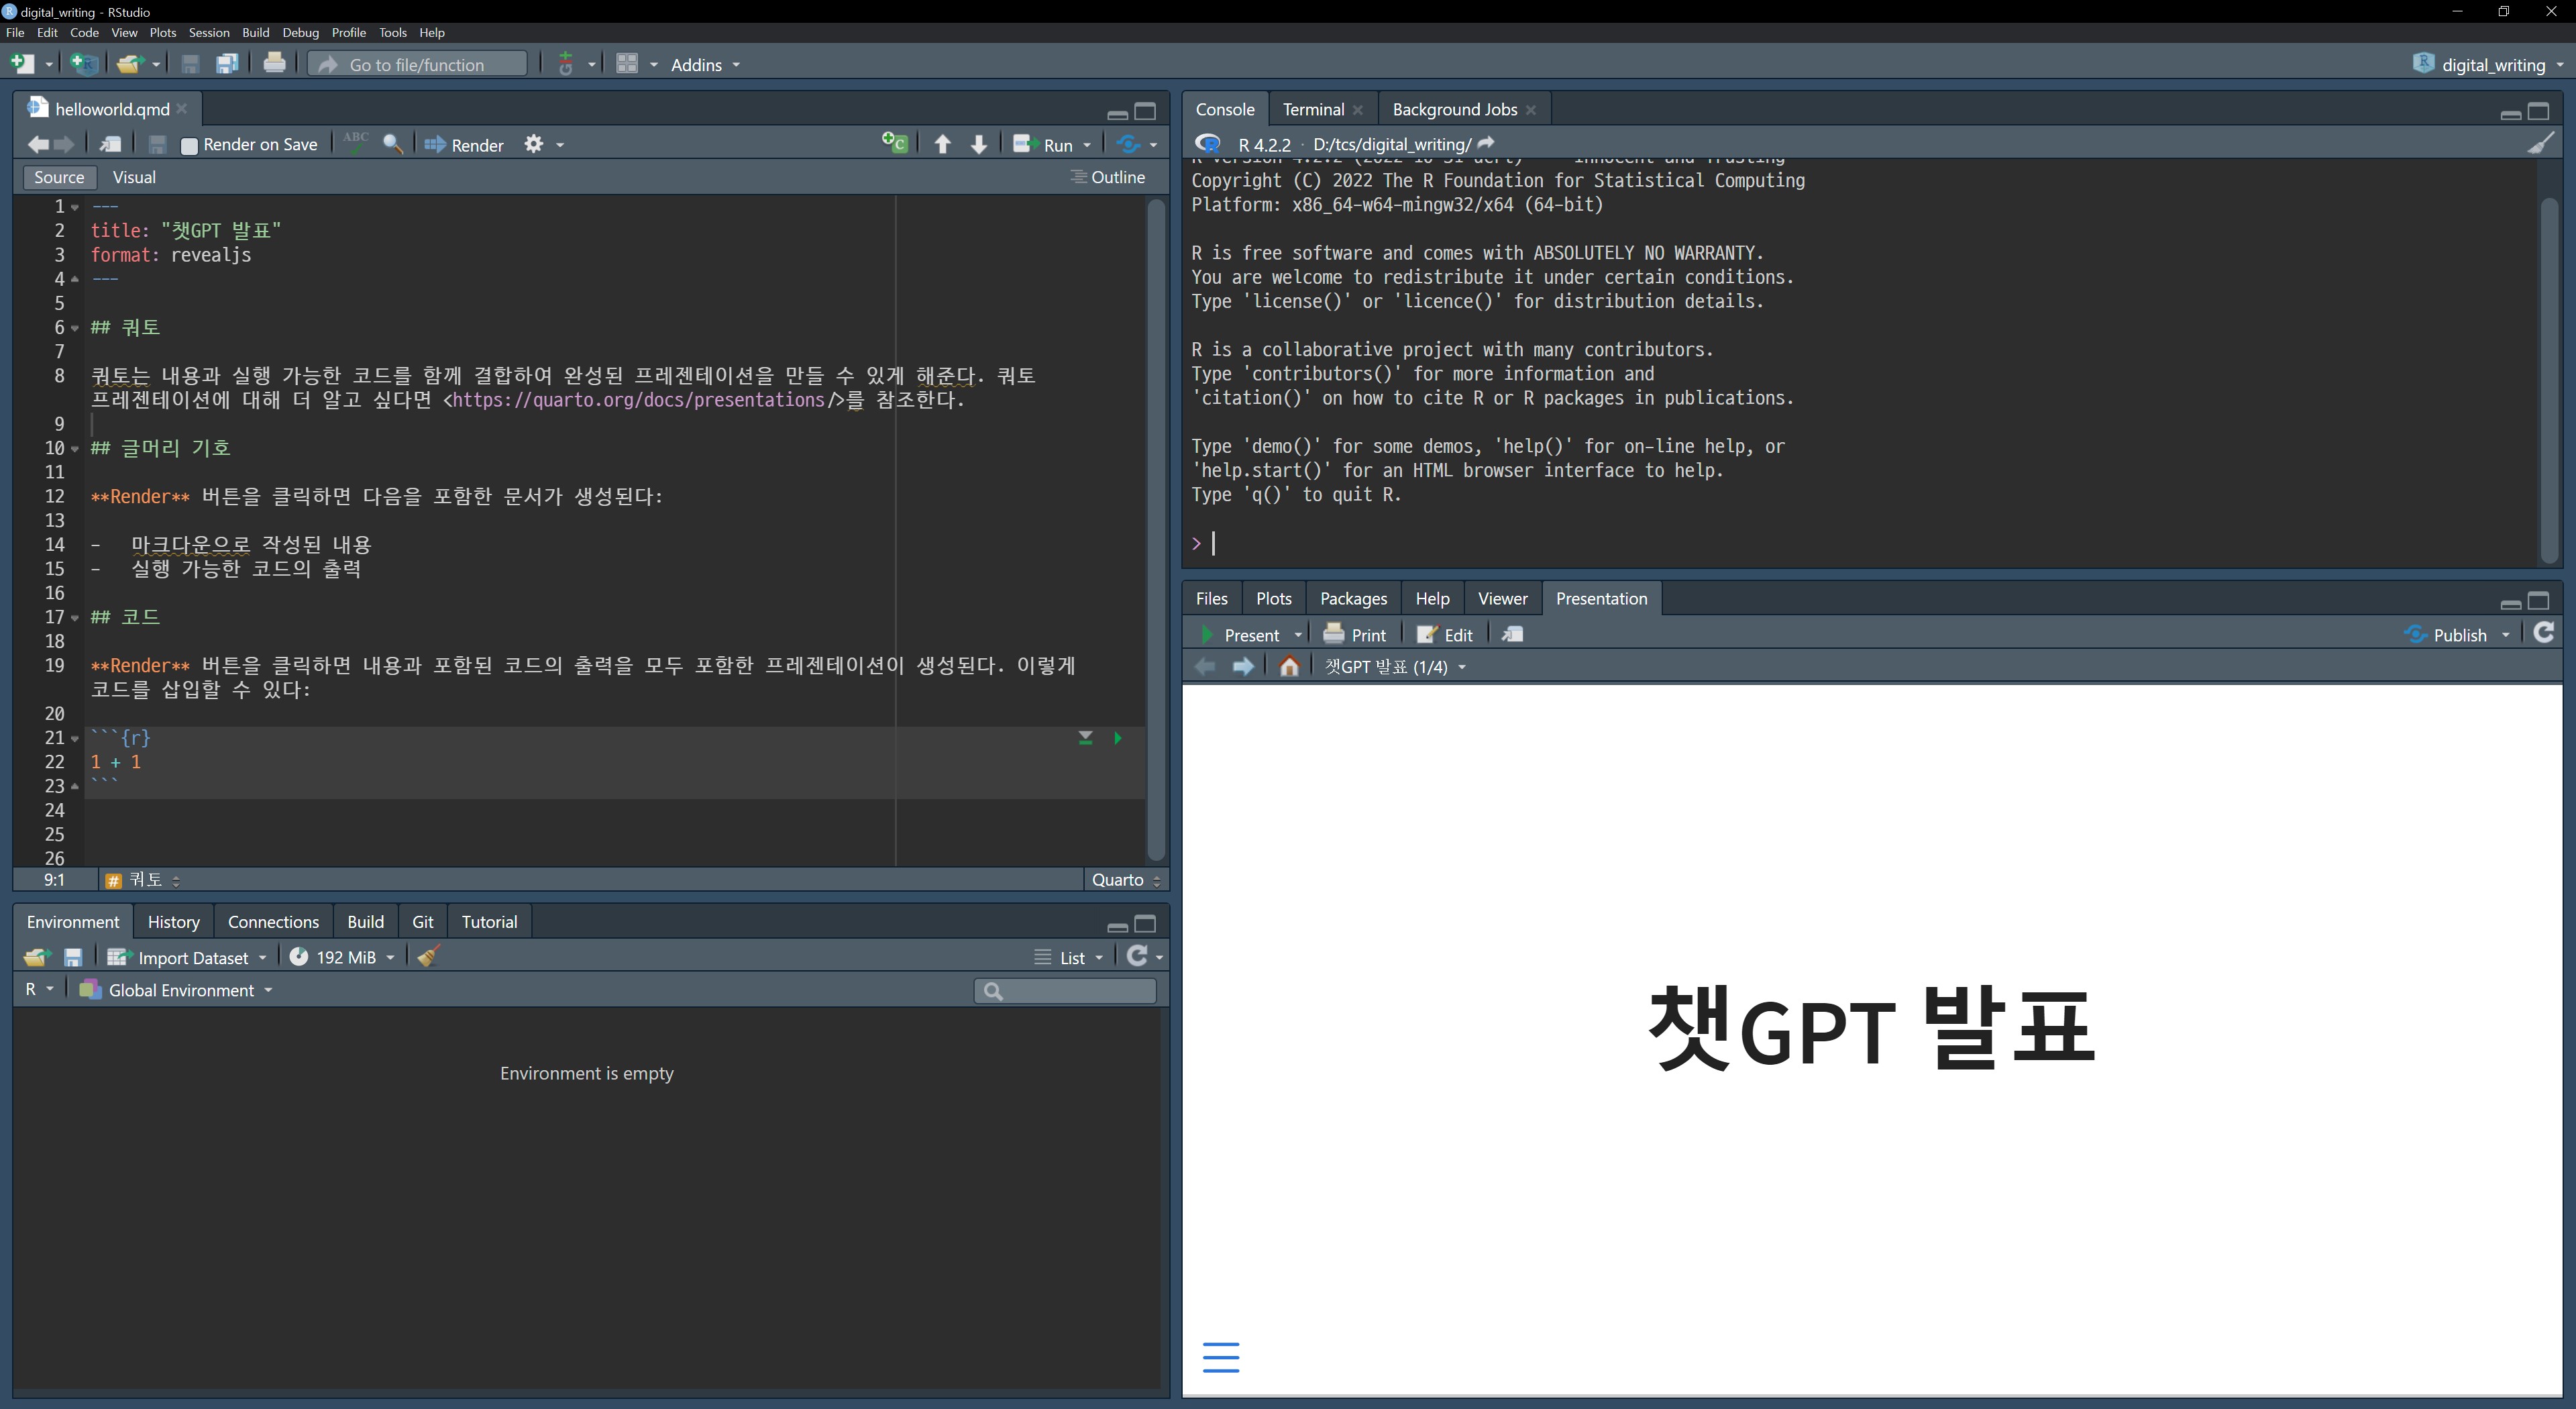 digital_writing - RStudio
File Edit Code View Plots Session Build Debug Profile Tools Help
Go to file/function Addins digital_writing
helloworld.qmd
Render on Save ABC Render Run
Source Visual Outline
1 ---
2 title: "챗GPT 발표"
3 format: revealjs
4 ---
5
6 ## 쿼토
7
8 쿼토는 내용과 실행 가능한 코드를 함께 결합하여 완성된 프레젠테이션을 만들 수 있게 해준다. 쿼토
프레젠테이션에 대해 더 알고 싶다면 <https://quarto.org/docs/presentations/>를 참조한다.
9
10 ## 글머리 기호
11
12 **Render** 버튼을 클릭하면 다음을 포함한 문서가 생성된다:
13
14 - 마크다운으로 작성된 내용
15 - 실행 가능한 코드의 출력
16
17 ## 코드
18
19 **Render** 버튼을 클릭하면 내용과 포함된 코드의 출력을 모두 포함한 프레젠테이션이 생성된다. 이렇게
코드를 삽입할 수 있다:
20
21 ```{r}
22 1 + 1
23 ```
24
25
26
9:1 # 쿼토 Quarto
Environment History Connections Build Git Tutorial
Import Dataset 192 MiB List
R Global Environment
Environment is empty
Console Terminal Background Jobs
R 4.2.2 · D:/tcs/digital_writing/
Copyright (C) 2022 The R Foundation for Statistical Computing
Platform: x86_64-w64-mingw32/x64 (64-bit)
R is free software and comes with ABSOLUTELY NO WARRANTY.
You are welcome to redistribute it under certain conditions.
Type 'license()' or 'licence()' for distribution details.
R is a collaborative project with many contributors.
Type 'contributors()' for more information and
'citation()' on how to cite R or R packages in publications.
Type 'demo()' for some demos, 'help()' for on-line help, or
'help.start()' for an HTML browser interface to help.
Type 'q()' to quit R.
>
Files Plots Packages Help Viewer Presentation
Present Print Edit Publish
챗GPT 발표 (1/4)
챗GPT 발표